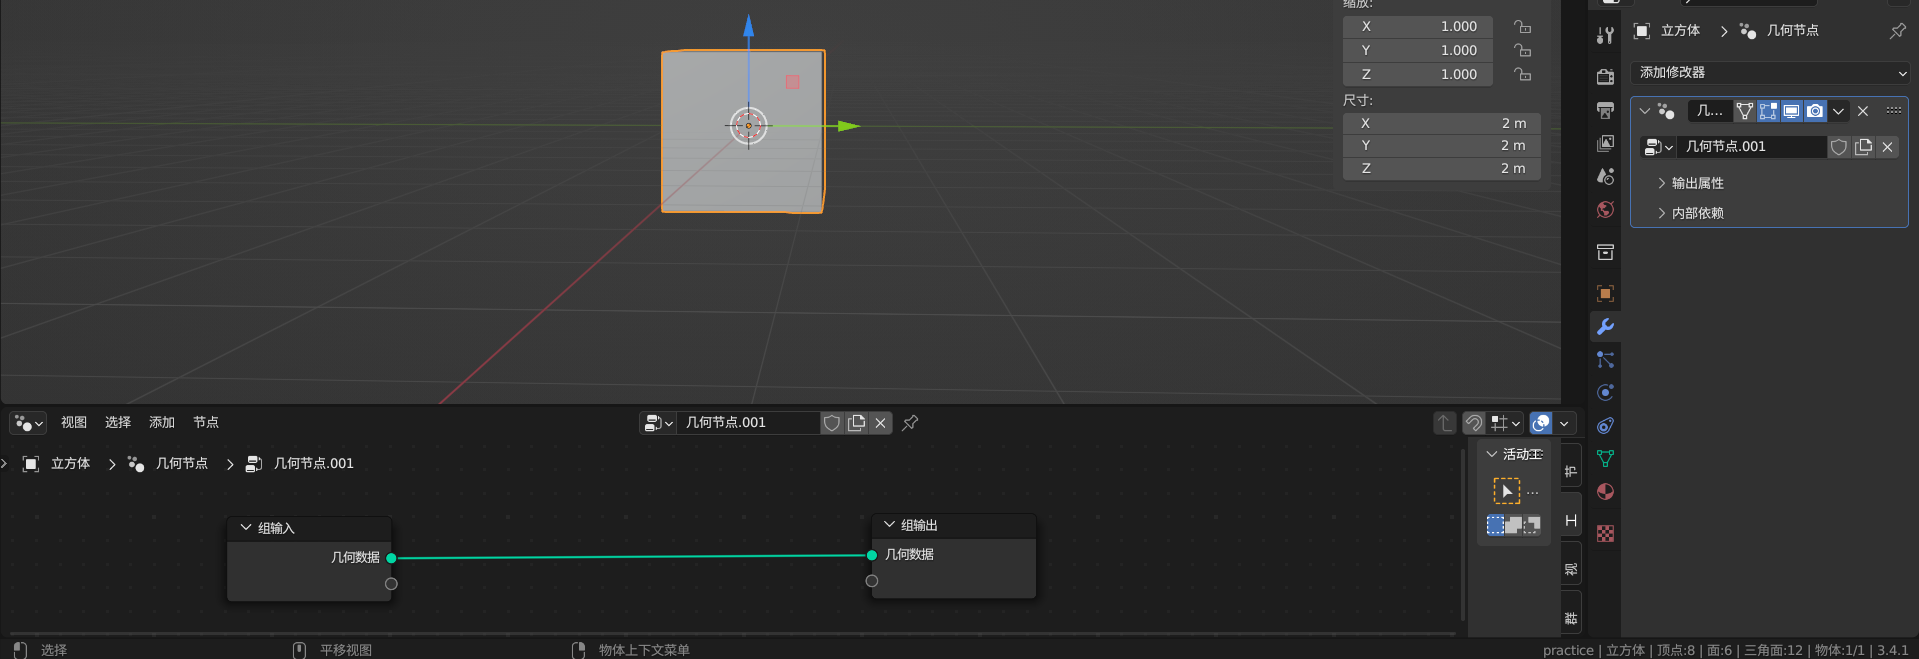 缩放:
X 1.000
Y 1.000
Z 1.000
尺寸:
X 2 m
Y 2 m
Z 2 m
立方体 几何节点
添加修改器
几...
几何节点.001
输出属性
内部依赖
视图 选择 添加 节点
几何节点.001
立方体 几何节点 几何节点.001
组输入
几何数据
组输出
几何数据
活动工
...
节
工
视
群
选择 平移视图 物体上下文菜单
practice | 立方体 | 顶点:8 | 面:6 | 三角面:12 | 物体:1/1 | 3.4.1